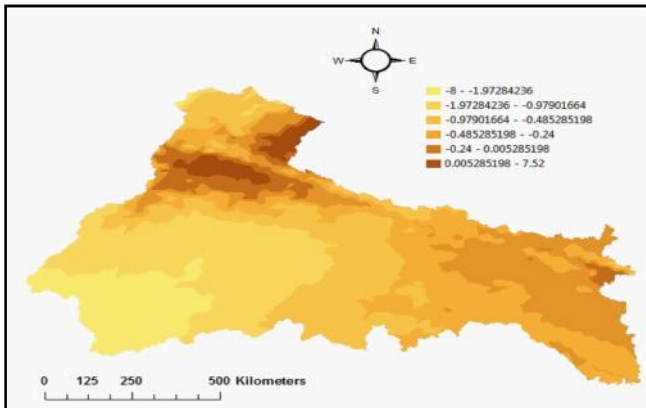 N
W E
S
-8 - -1.97284236
-1.97284236 - -0.97901664
-0.97901664 - -0.485285198
-0.485285198 - -0.24
-0.24 - 0.005285198
0.005285198 - 7.52
0 125 250 500 Kilometers